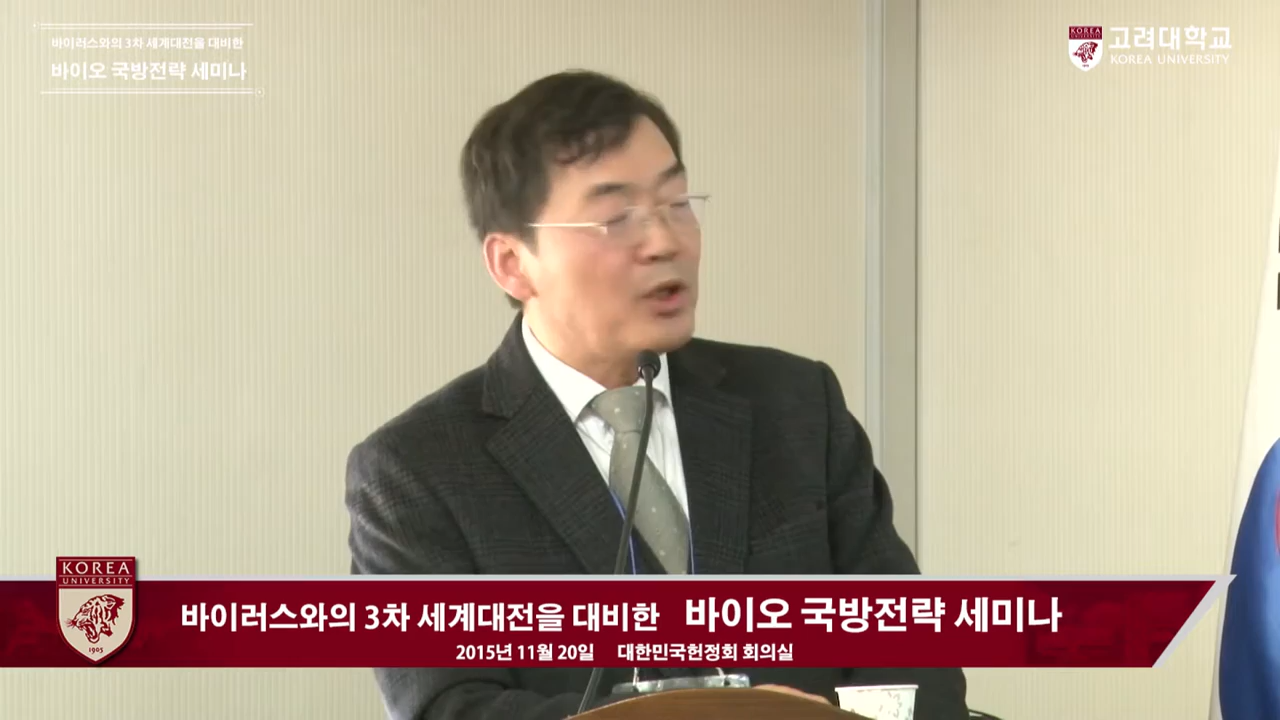 바이러스와의 3차 세계대전을 대비한
바이오 국방전략 세미나
KOREA
UNIVERSITY
1905
고려대학교
KOREA UNIVERSITY
KOREA
UNIVERSITY
1905
바이러스와의 3차 세계대전을 대비한 바이오 국방전략 세미나
2015년 11월 20일 대한민국헌정회 회의실